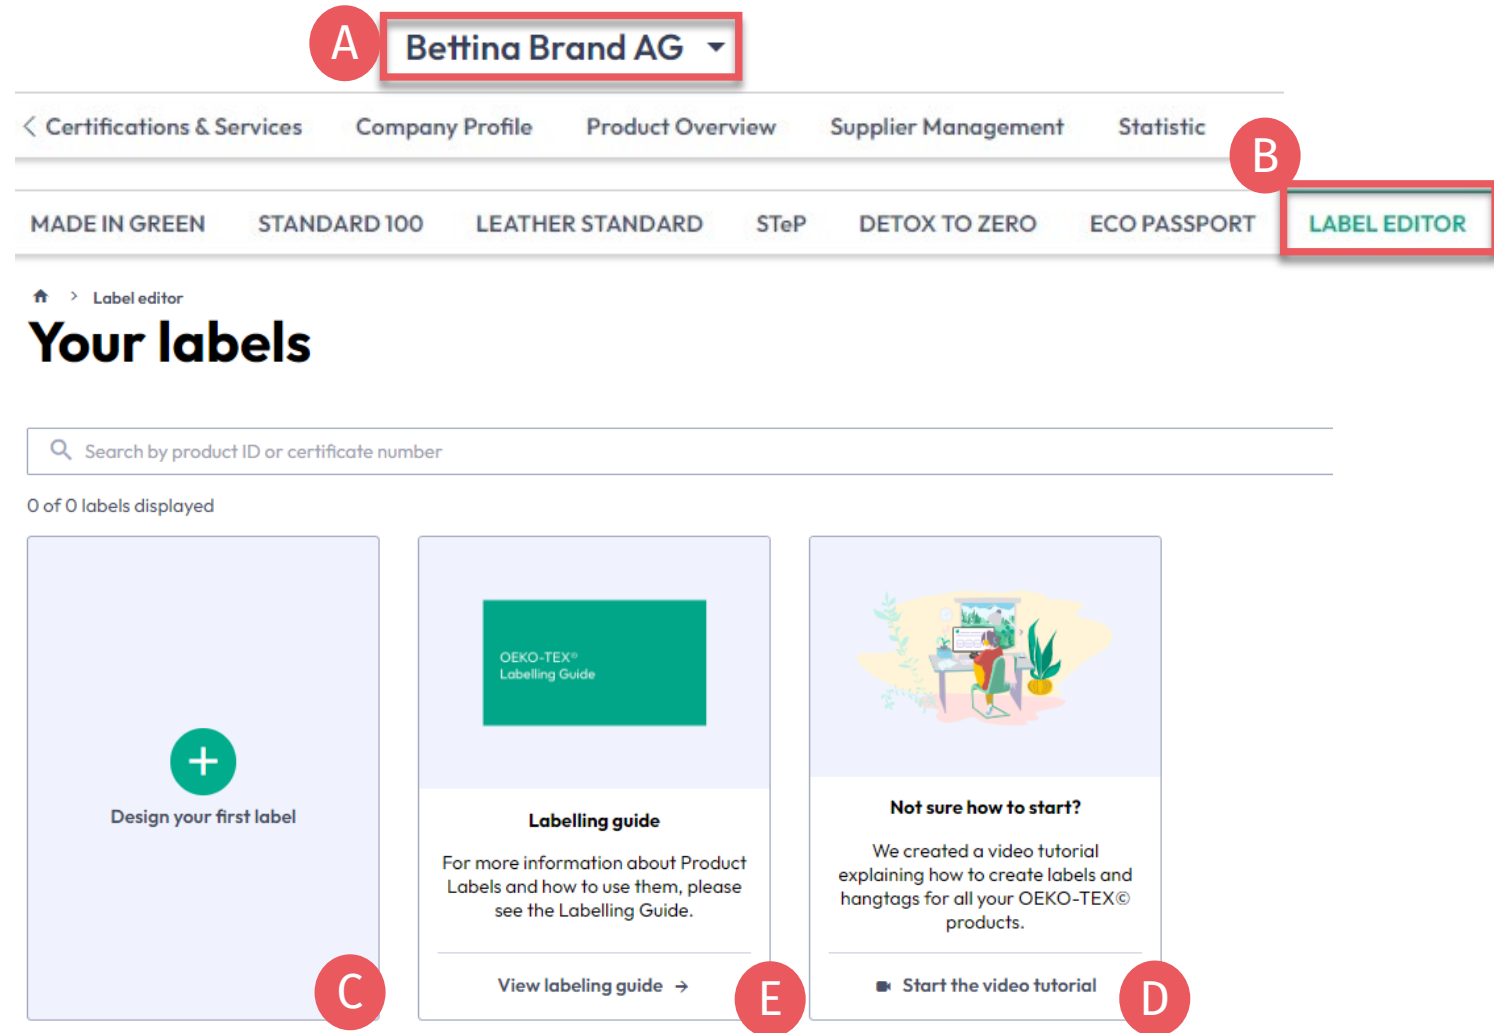 A
Bettina Brand AG
Certifications & Services Company Profile Product Overview Supplier Management Statistic
B
MADE IN GREEN STANDARD 100 LEATHER STANDARD STeP DETOX TO ZERO ECO PASSPORT LABEL EDITOR
> Label editor
Your labels
Search by product ID or certificate number
0 of 0 labels displayed
Design your first label
C
OEKO-TEX®
Labelling Guide
Labelling guide
For more information about Product
Labels and how to use them, please
see the Labelling Guide.
View labeling guide →
E
Not sure how to start?
We created a video tutorial
explaining how to create labels and
hangtags for all your OEKO-TEX©
products.
Start the video tutorial
D